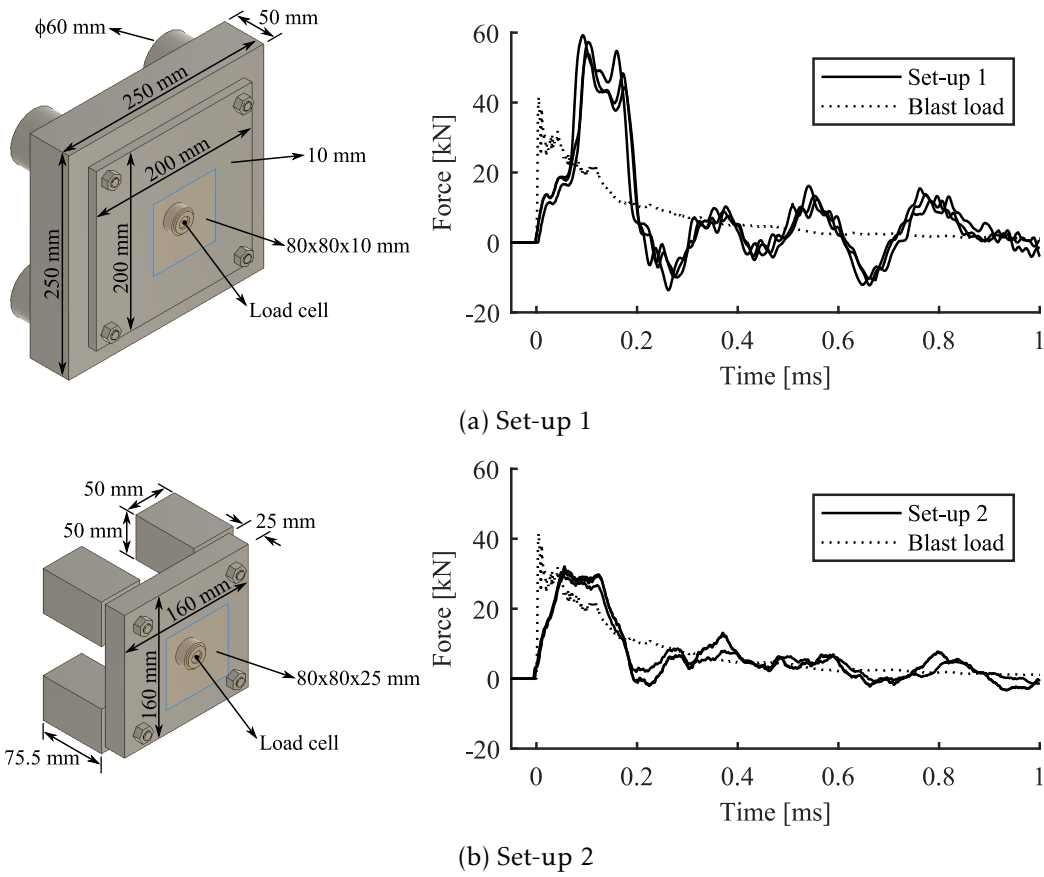 ϕ60 mm
50 mm
250 mm
200 mm
10 mm
250 mm
200 mm
80x80x10 mm
Load cell
60
40
20
0
-20
Force [kN]
Set-up 1
Blast load
0
0.2
0.4
0.6
0.8
1
Time [ms]
(a) Set-up 1
50 mm
50 mm
25 mm
160 mm
160 mm
80x80x25 mm
75.5 mm
Load cell
60
40
20
0
-20
Force [kN]
Set-up 2
Blast load
0
0.2
0.4
0.6
0.8
1
Time [ms]
(b) Set-up 2